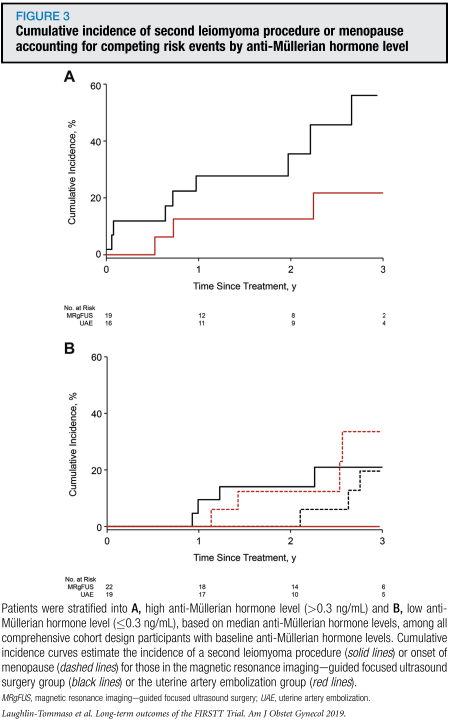 FIGURE 3
Cumulative incidence of second leiomyoma procedure or menopause
accounting for competing risk events by anti-Müllerian hormone level
A
60
40
20
0
Cumulative Incidence, %
0 1 2 3
Time Since Treatment, y
No. at Risk
MRgFUS 19 12 8 2
UAE 16 11 9 4
B
60
40
20
0
Cumulative Incidence, %
0 1 2 3
Time Since Treatment, y
No. at Risk
MRgFUS 22 18 14 6
UAE 19 17 10 5
Patients were stratified into A, high anti-Müllerian hormone level (>0.3 ng/mL) and B, low anti-
Müllerian hormone level (≤0.3 ng/mL), based on median anti-Müllerian hormone levels, among all
comprehensive cohort design participants with baseline anti-Müllerian hormone levels. Cumulative
incidence curves estimate the incidence of a second leiomyoma procedure (solid lines) or onset of
menopause (dashed lines) for those in the magnetic resonance imaging—guided focused ultrasound
surgery group (black lines) or the uterine artery embolization group (red lines).
MRgFUS, magnetic resonance imaging—guided focused ultrasound surgery; UAE, uterine artery embolization.
Laughlin-Tommaso et al. Long-term outcomes of the FIRSTT Trial. Am J Obstet Gynecol 2019.